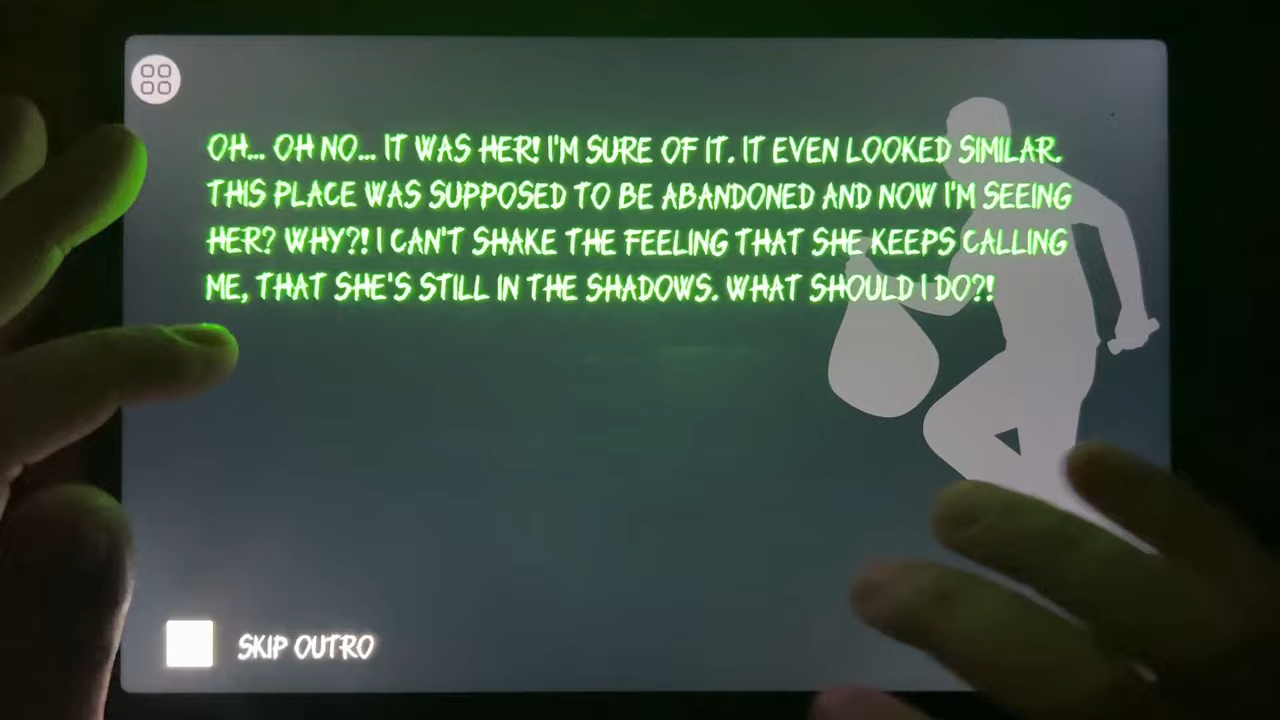 OH... OH NO... IT WAS HER! I'M SURE OF IT. IT EVEN LOOKED SIMILAR.
THIS PLACE WAS SUPPOSED TO BE ABANDONED AND NOW I'M SEEING
HER? WHY?! I CAN'T SHAKE THE FEELING THAT SHE KEEPS CALLING
ME, THAT SHE'S STILL IN THE SHADOWS. WHAT SHOULD I DO?!
SKIP OUTRO